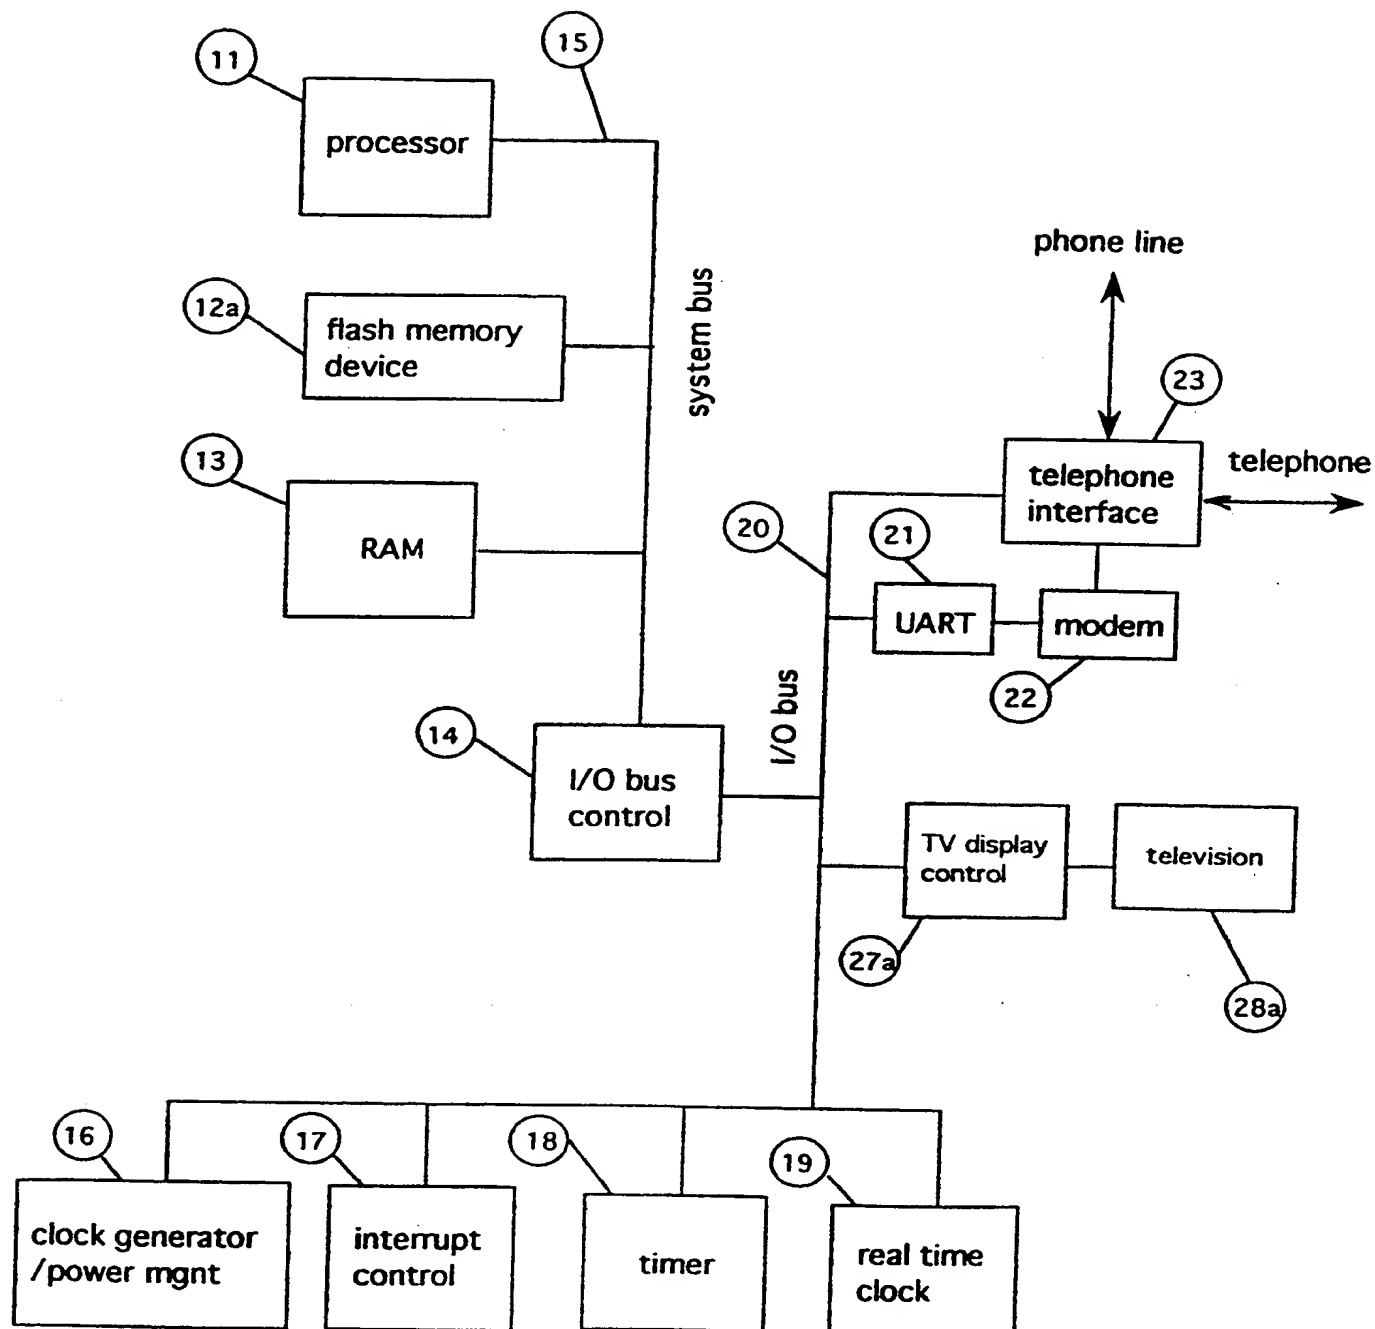 11
15
processor
phone line
12a
flash memory
device
system bus
23
13
telephone
telephone
interface
RAM
20
21
UART
modem
22
I/O bus
14
I/O bus
control
TV display
control
television
27a
28a
16
17
18
19
clock generator
/power mgnt
interrupt
control
timer
real time
clock